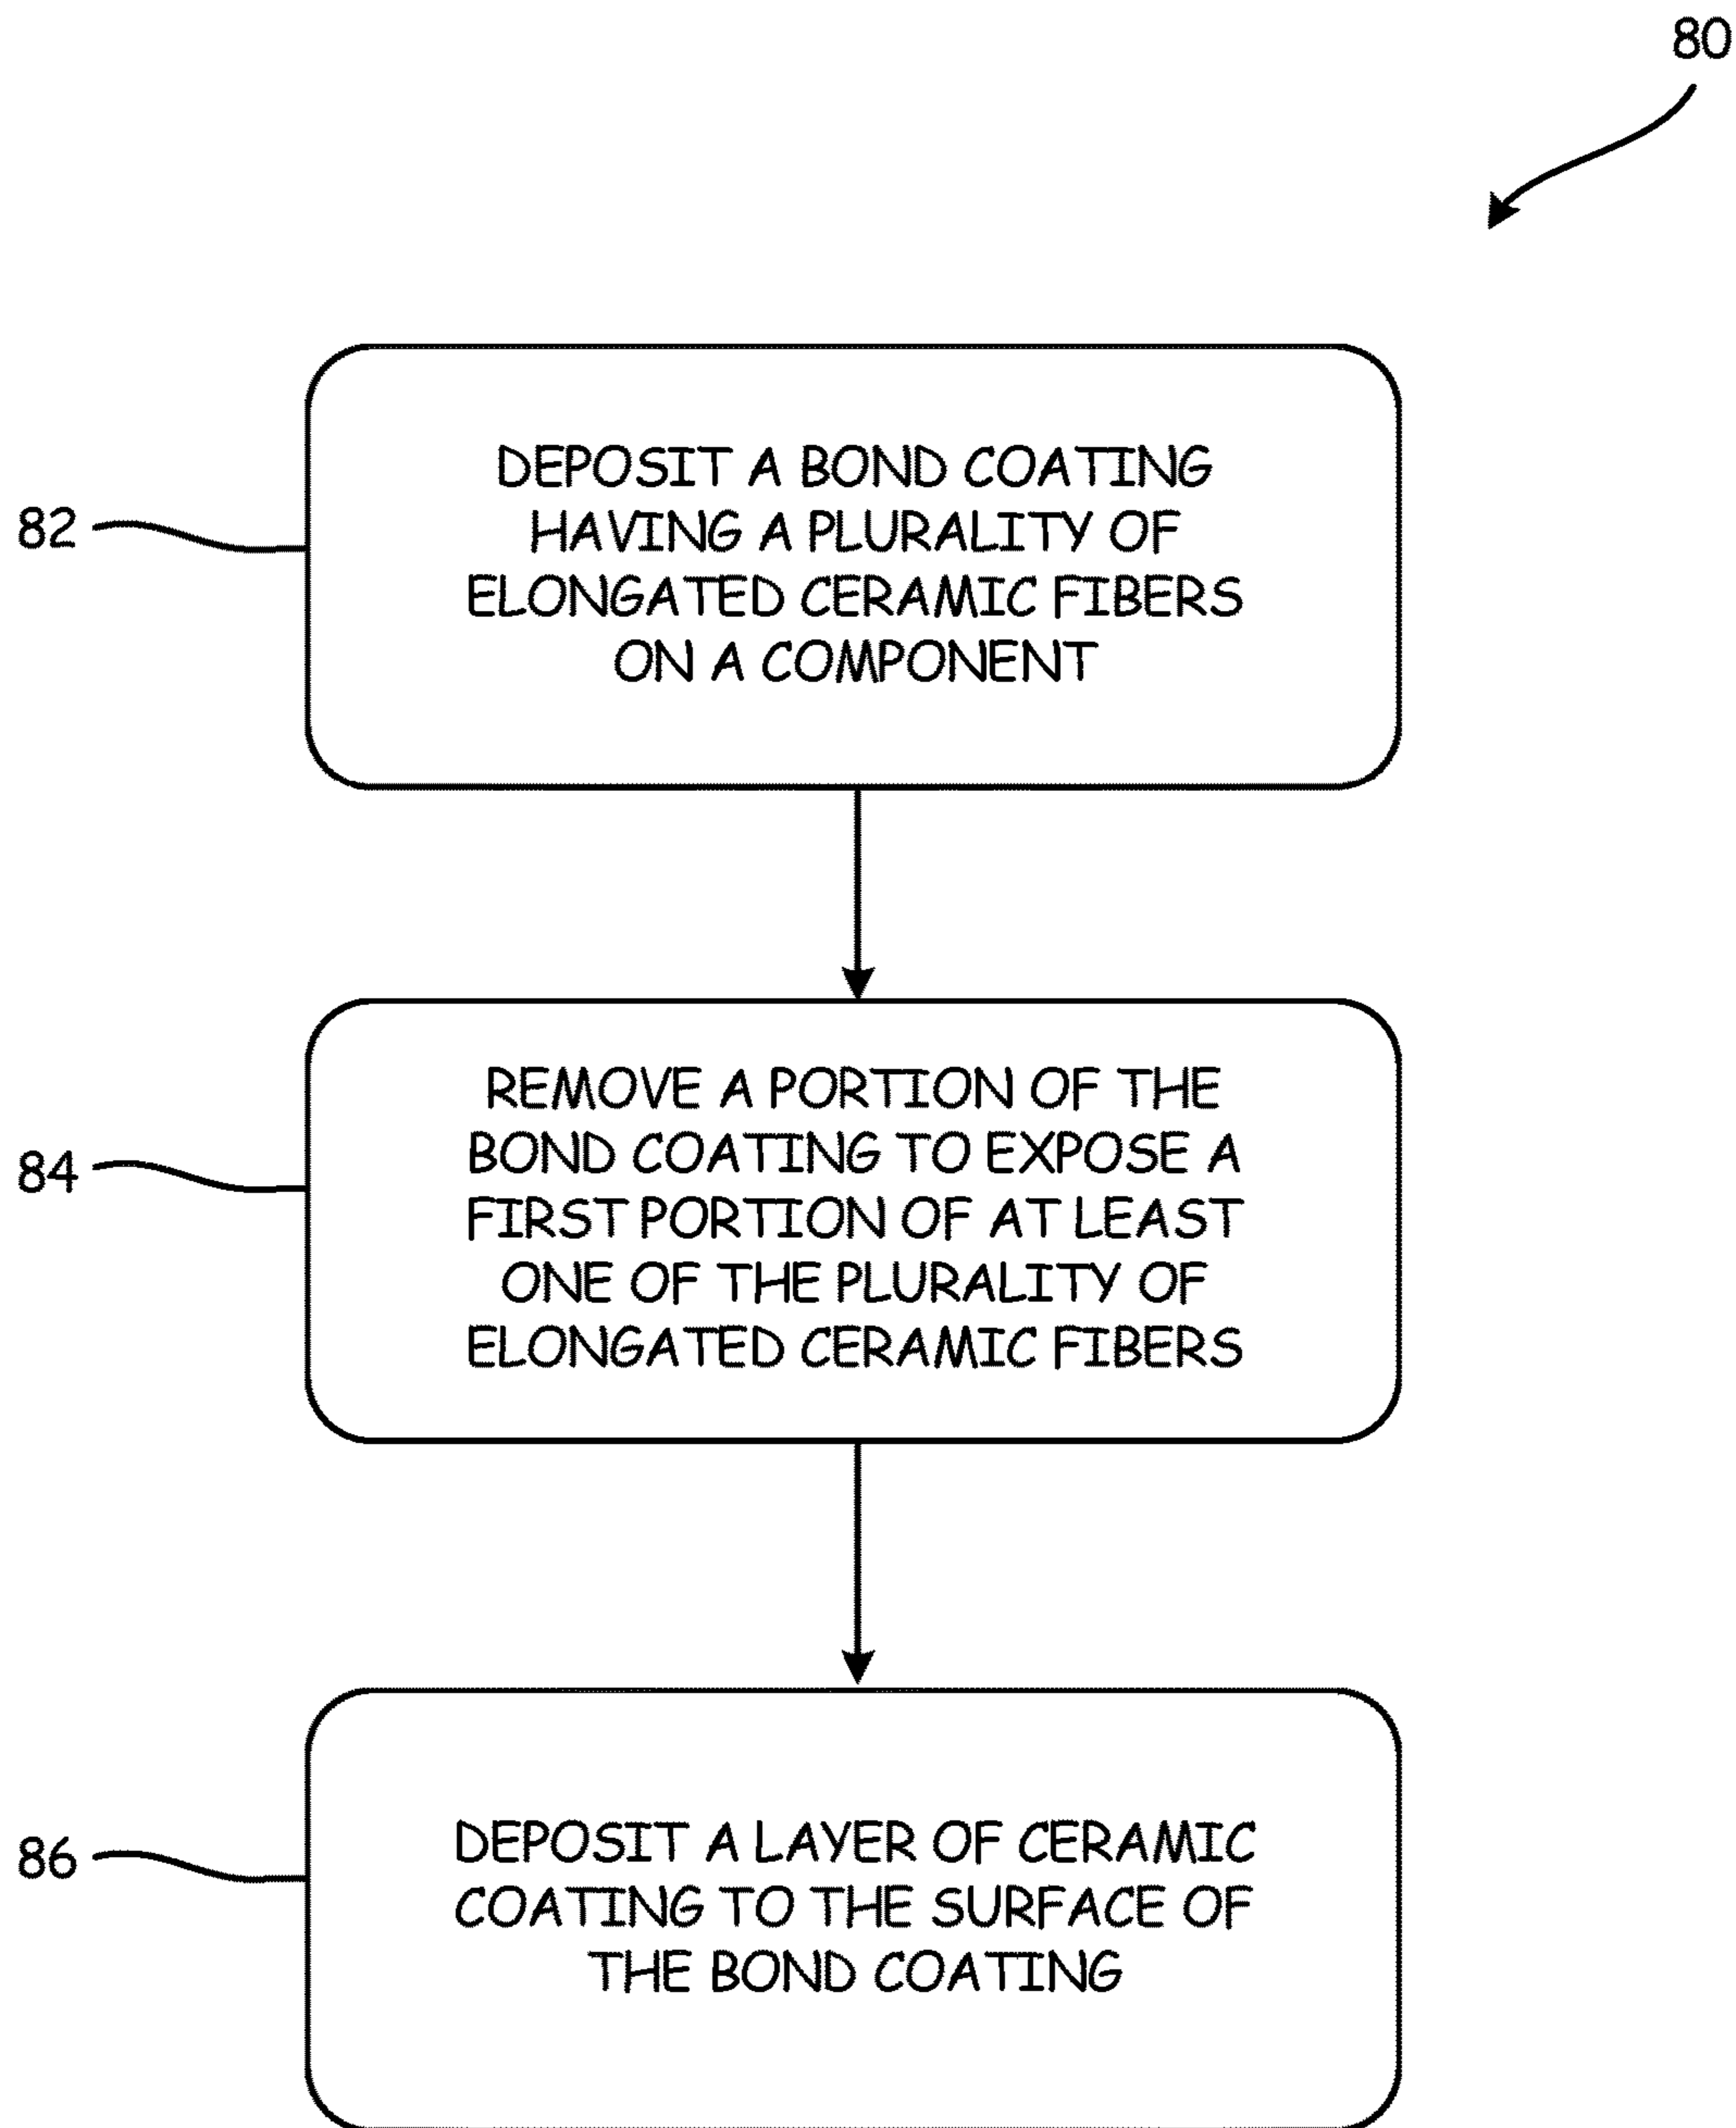 80
82
DEPOSIT A BOND COATING
HAVING A PLURALITY OF
ELONGATED CERAMIC FIBERS
ON A COMPONENT
84
REMOVE A PORTION OF THE
BOND COATING TO EXPOSE A
FIRST PORTION OF AT LEAST
ONE OF THE PLURALITY OF
ELONGATED CERAMIC FIBERS
86
DEPOSIT A LAYER OF CERAMIC
COATING TO THE SURFACE OF
THE BOND COATING